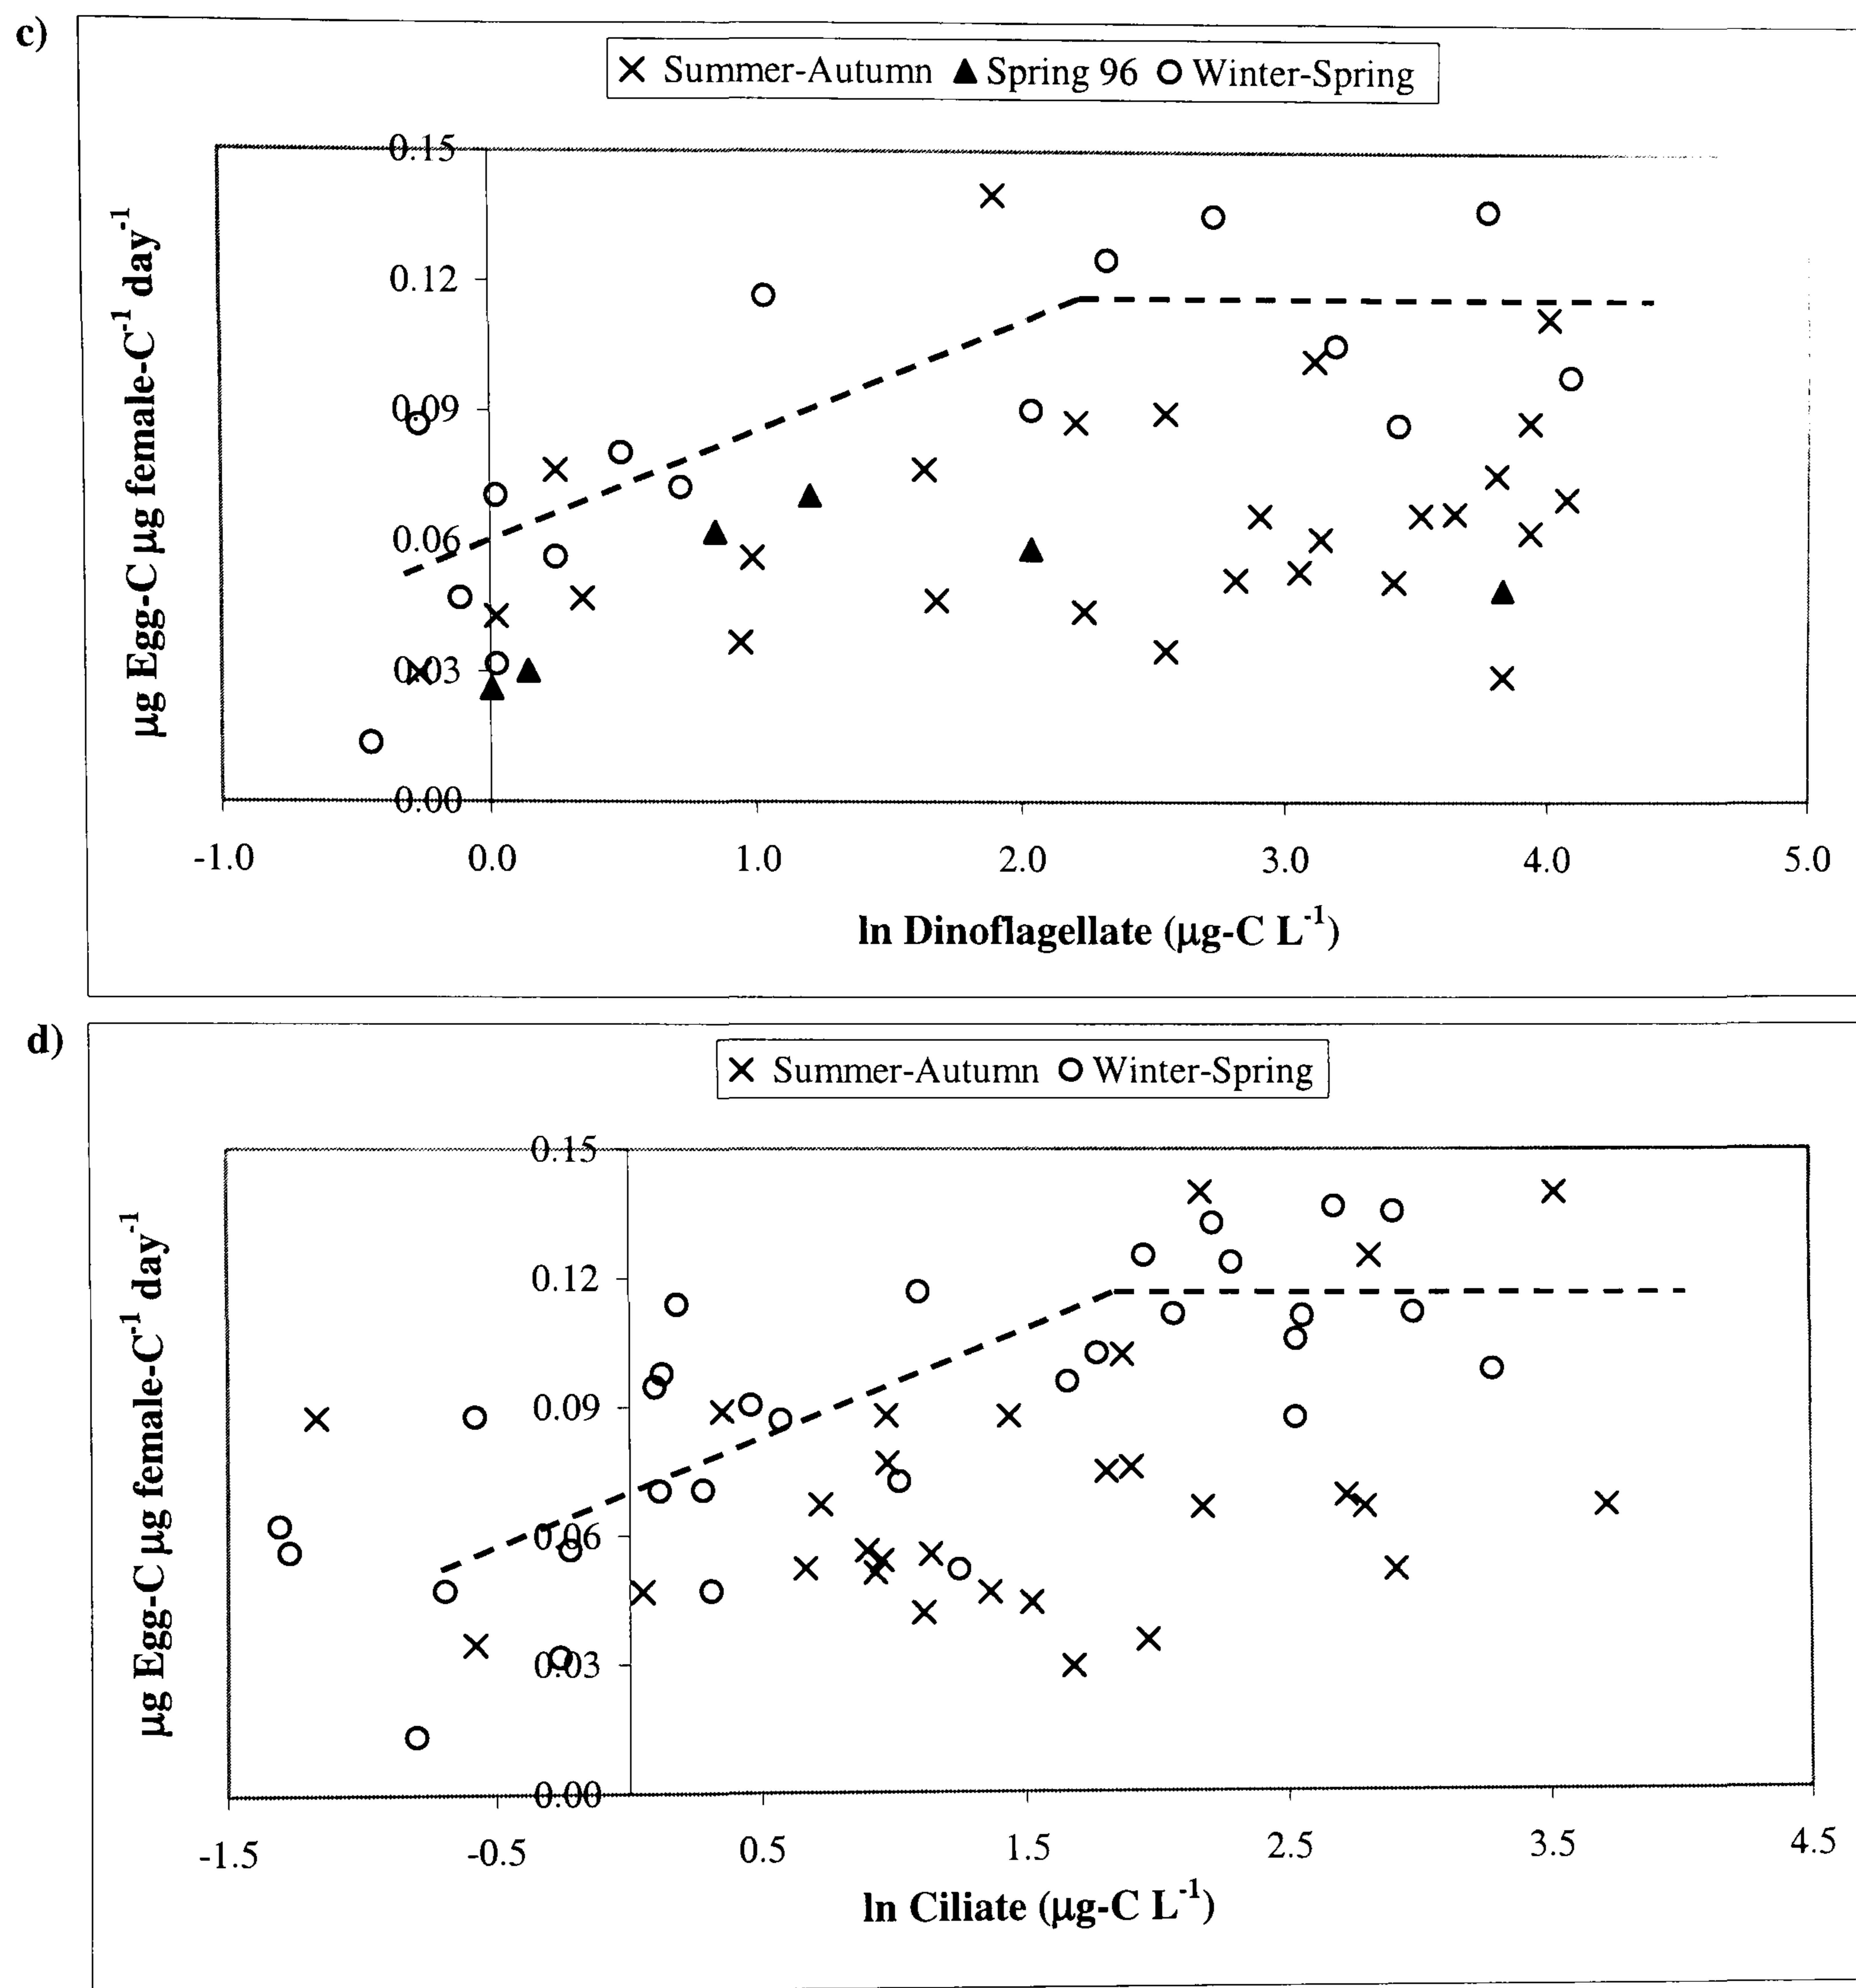 c)
× Summer-Autumn ▲ Spring 96 ○ Winter-Spring
0.15
0.12
0.09
0.06
0.03
0.00
µg Egg-C µg female-C⁻¹ day⁻¹
-1.0 0.0 1.0 2.0 3.0 4.0 5.0
ln Dinoflagellate (µg-C L⁻¹)
d)
× Summer-Autumn ○ Winter-Spring
0.15
0.12
0.09
0.06
0.03
0.00
µg Egg-C µg female-C⁻¹ day⁻¹
-1.5 -0.5 0.5 1.5 2.5 3.5 4.5
ln Ciliate (µg-C L⁻¹)